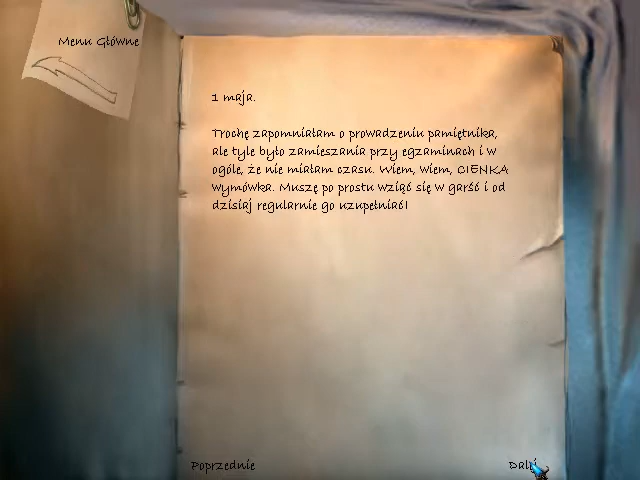 Menu Główne
1 maja.
Trochę zapomniałam o prowadzeniu pamiętnika,
ale tyle było zamieszania przy egzaminach i w
ogóle, że nie miałam czasu. Wiem, wiem, CIENKA
wymówka. Muszę po prostu wziąć się w garść i od
dzisiaj regularnie go uzupełniać!
Poprzednie
Dalej